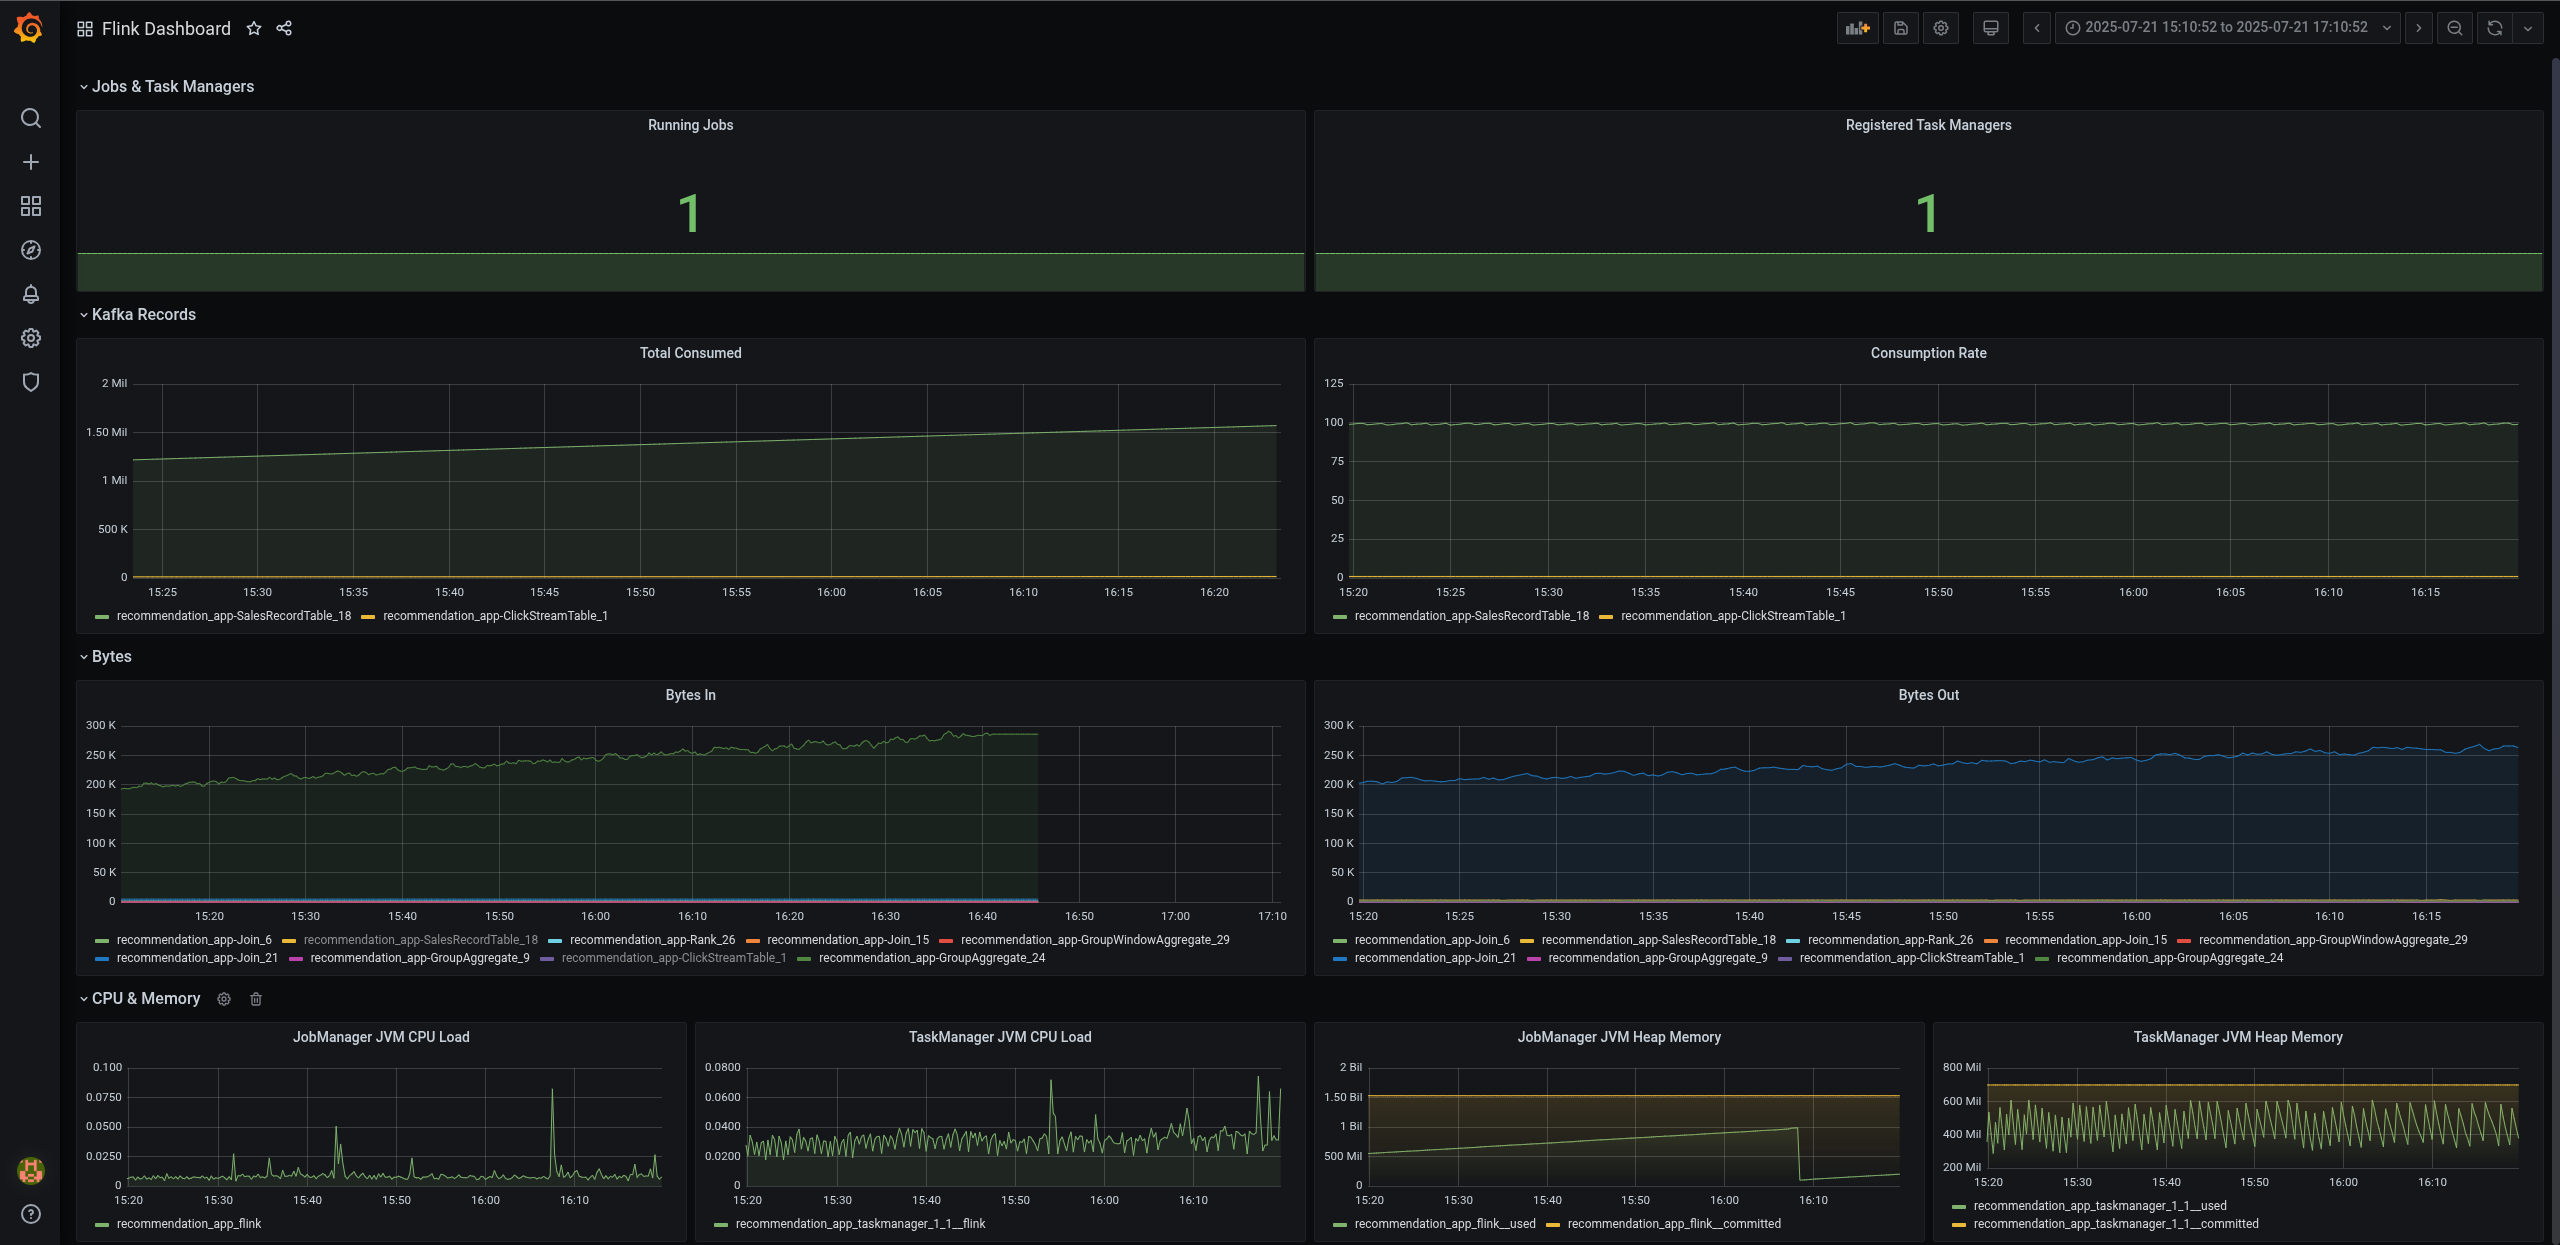 Flink Dashboard
2025-07-21 15:10:52 to 2025-07-21 17:10:52
Jobs & Task Managers
Running Jobs
1
Registered Task Managers
1
Kafka Records
Total Consumed
2 Mil
1.50 Mil
1 Mil
500 K
0
15:25 15:30 15:35 15:40 15:45 15:50 15:55 16:00 16:05 16:10 16:15 16:20
recommendation_app-SalesRecordTable_18 recommendation_app-ClickStreamTable_1
Consumption Rate
125
100
75
50
25
0
15:20 15:25 15:30 15:35 15:40 15:45 15:50 15:55 16:00 16:05 16:10 16:15
recommendation_app-SalesRecordTable_18 recommendation_app-ClickStreamTable_1
Bytes
Bytes In
300 K
250 K
200 K
150 K
100 K
50 K
0
15:20 15:30 15:40 15:50 16:00 16:10 16:20 16:30 16:40 16:50 17:00 17:10
recommendation_app-Join_6 recommendation_app-SalesRecordTable_18 recommendation_app-Rank_26 recommendation_app-Join_15 recommendation_app-GroupWindowAggregate_29
recommendation_app-Join_21 recommendation_app-GroupAggregate_9 recommendation_app-ClickStreamTable_1 recommendation_app-GroupAggregate_24
Bytes Out
300 K
250 K
200 K
150 K
100 K
50 K
0
15:20 15:25 15:30 15:35 15:40 15:45 15:50 15:55 16:00 16:05 16:10 16:15
recommendation_app-Join_6 recommendation_app-SalesRecordTable_18 recommendation_app-Rank_26 recommendation_app-Join_15 recommendation_app-GroupWindowAggregate_29
recommendation_app-Join_21 recommendation_app-GroupAggregate_9 recommendation_app-ClickStreamTable_1 recommendation_app-GroupAggregate_24
CPU & Memory
JobManager JVM CPU Load
0.100
0.0750
0.0500
0.0250
0
15:20 15:30 15:40 15:50 16:00 16:10
recommendation_app_flink
TaskManager JVM CPU Load
0.0800
0.0600
0.0400
0.0200
0
15:20 15:30 15:40 15:50 16:00 16:10
recommendation_app_taskmanager_1_1__flink
JobManager JVM Heap Memory
2 Bil
1.50 Bil
1 Bil
500 Mil
0
15:20 15:30 15:40 15:50 16:00 16:10
recommendation_app_flink__used recommendation_app_flink__committed
TaskManager JVM Heap Memory
800 Mil
600 Mil
400 Mil
200 Mil
15:20 15:30 15:40 15:50 16:00 16:10
recommendation_app_taskmanager_1_1__used
recommendation_app_taskmanager_1_1__committed